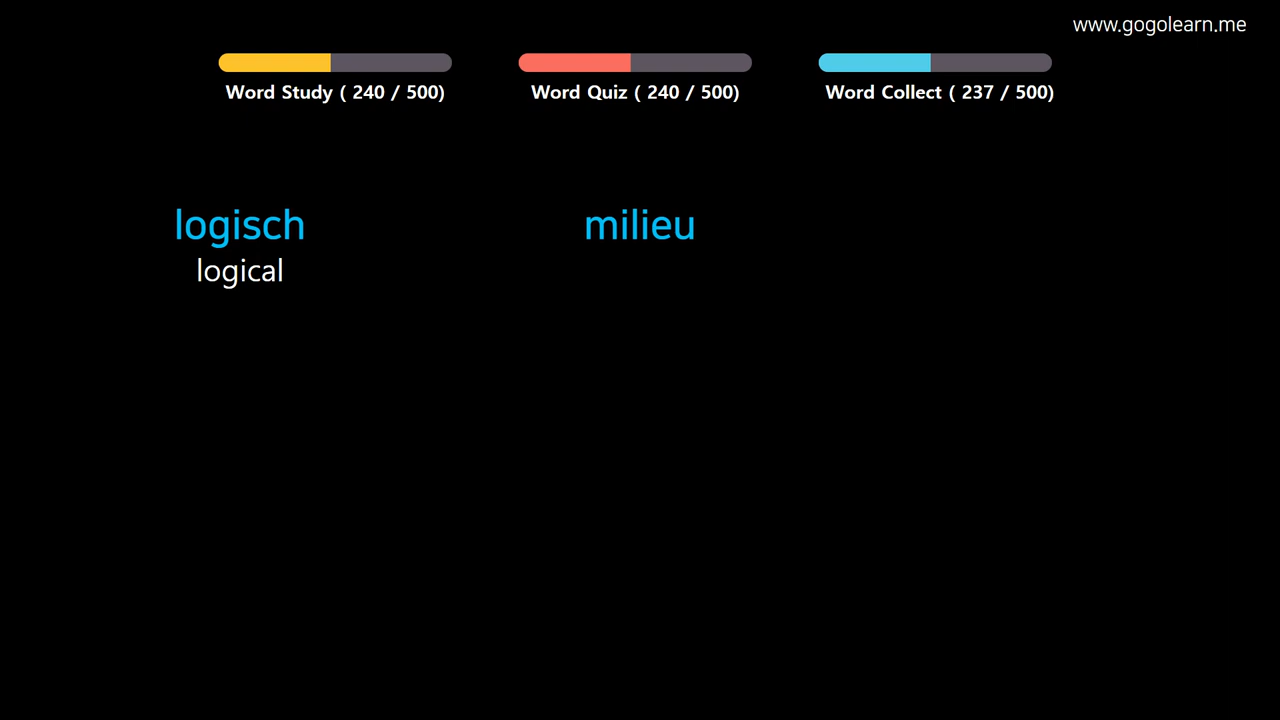 www.gogolearn.me
Word Study ( 240 / 500)
Word Quiz ( 240 / 500)
Word Collect ( 237 / 500)
logisch
milieu
logical